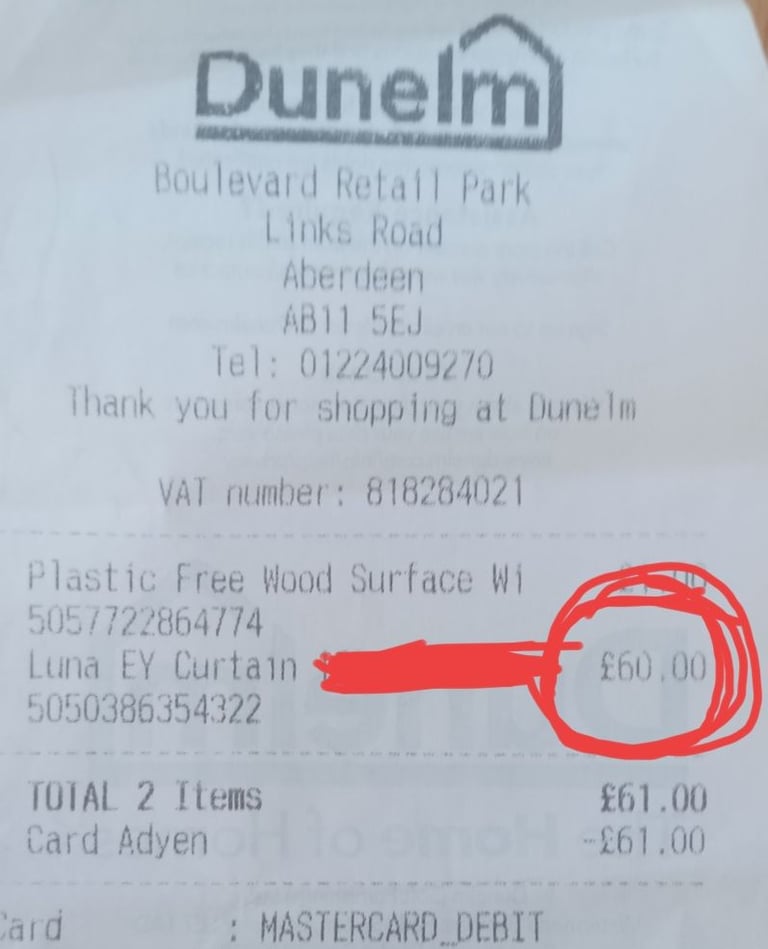 Dunelm
Boulevard Retail Park
Links Road
Aberdeen
AB11 5EJ
Tel: 01224009270
Thank you for shopping at Dunelm
VAT number: 818284021
Plastic Free Wood Surface Wi £1.00
5057722864774
Luna EY Curtain £60.00
5050386354322
TOTAL 2 Items £61.00
Card Adyen -£61.00
Card : MASTERCARD_DEBIT